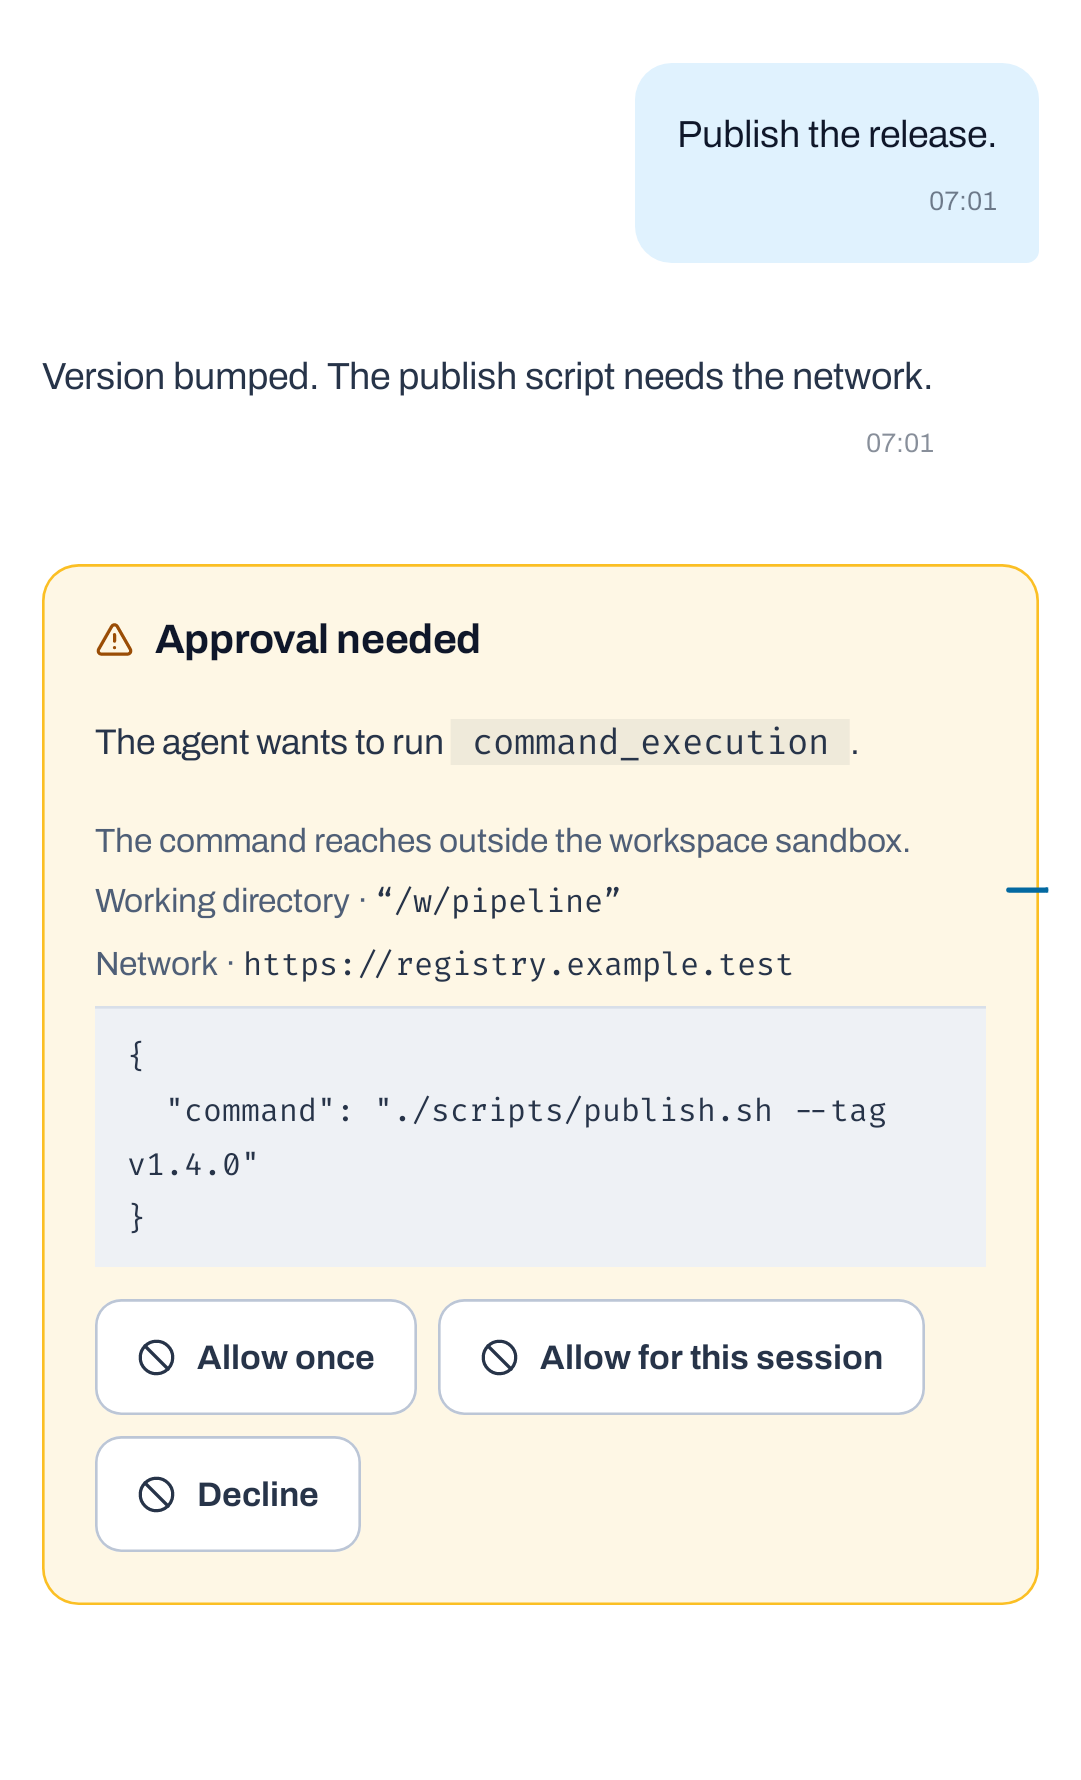 Publish the release.
07:01
Version bumped. The publish script needs the network.
07:01
Approval needed
The agent wants to run command_execution .
The command reaches outside the workspace sandbox.
Working directory · “/w/pipeline”
Network · https://registry.example.test
{
  "command": "./scripts/publish.sh --tag
v1.4.0"
}
Allow once
Allow for this session
Decline